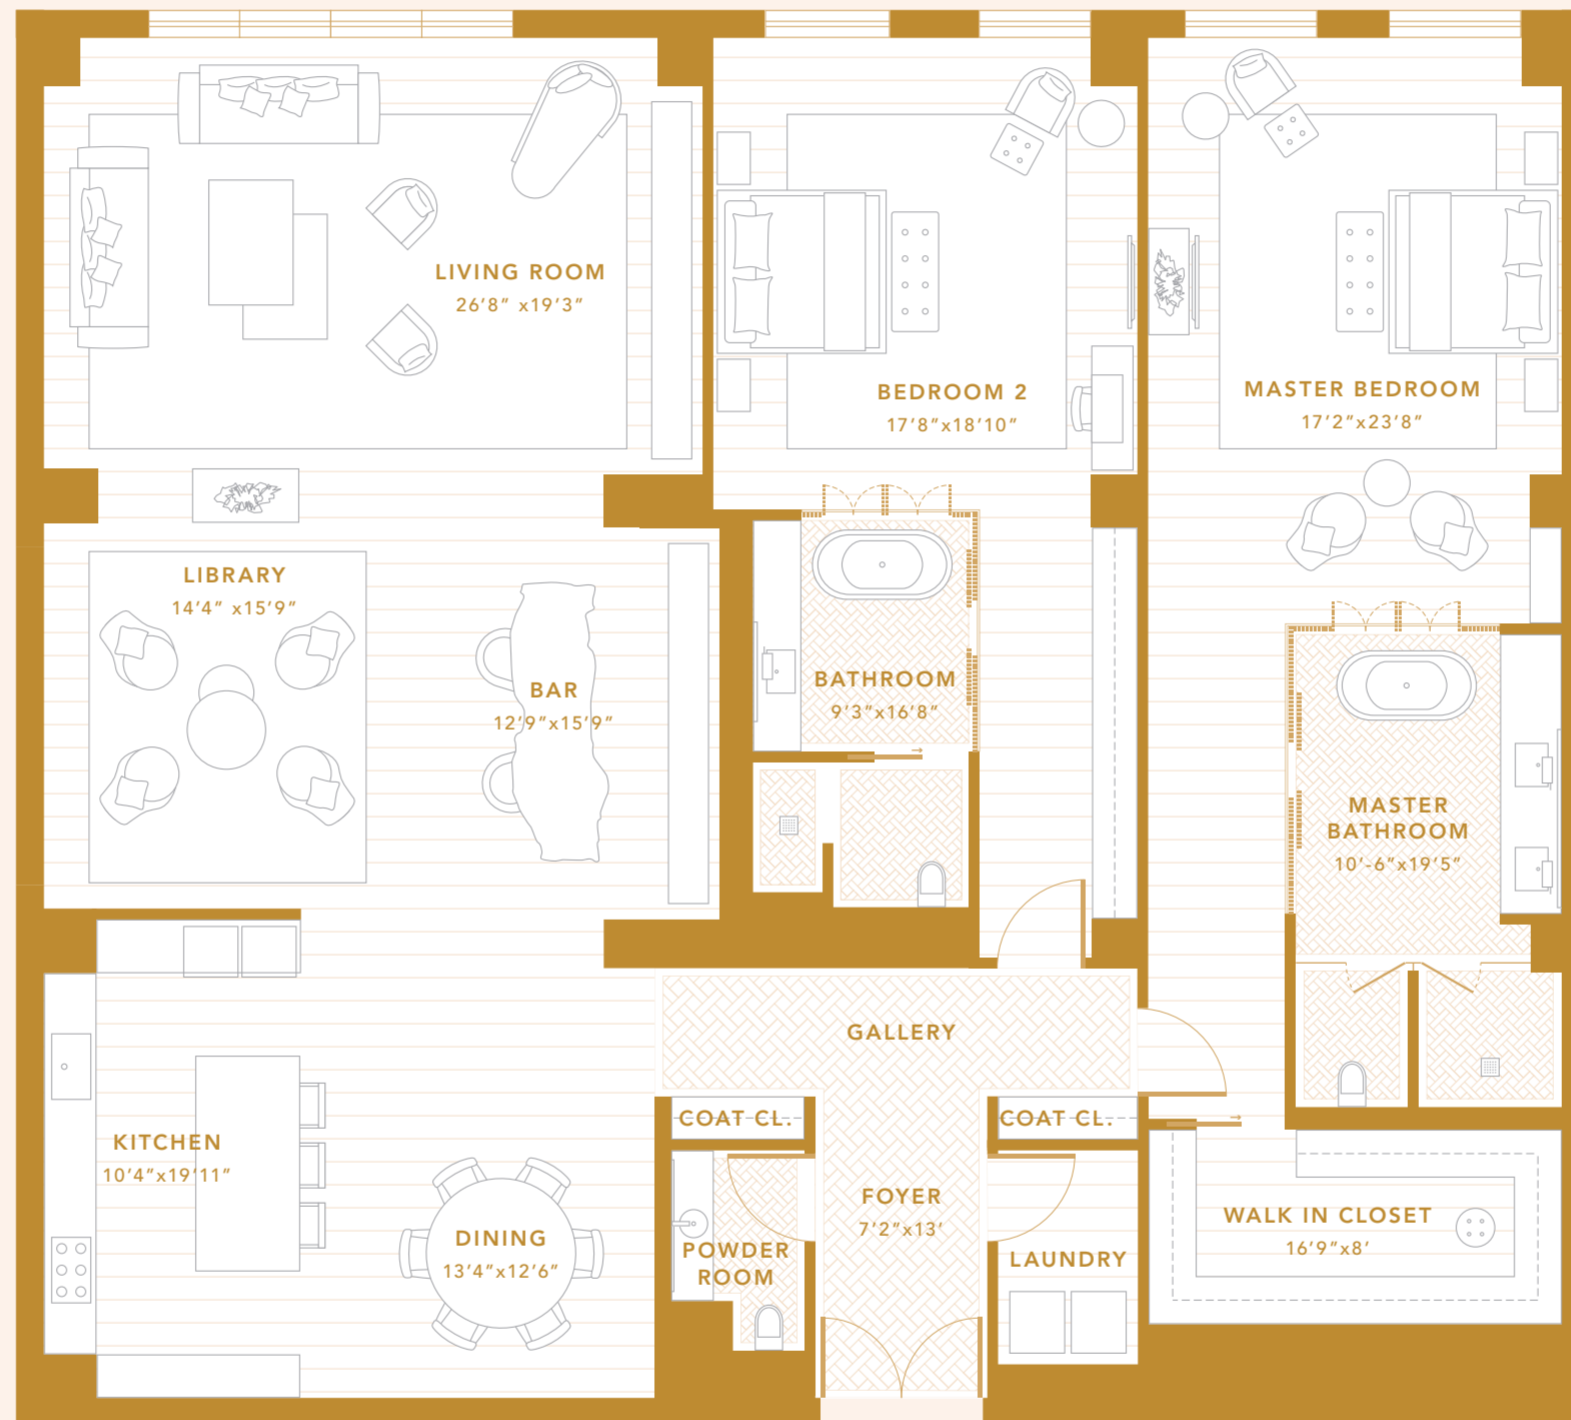 LIVING ROOM
26'8" x19'3"
BEDROOM 2
17'8"x18'10"
MASTER BEDROOM
17'2"x23'8"
LIBRARY
14'4" x15'9"
BAR
12'9"x15'9"
BATHROOM
9'3"x16'8"
MASTER
BATHROOM
10'-6"x19'5"
GALLERY
COAT CL.
COAT CL.
KITCHEN
10'4"x19'11"
DINING
13'4"x12'6"
POWDER
ROOM
FOYER
7'2"x13'
LAUNDRY
WALK IN CLOSET
16'9"x8'